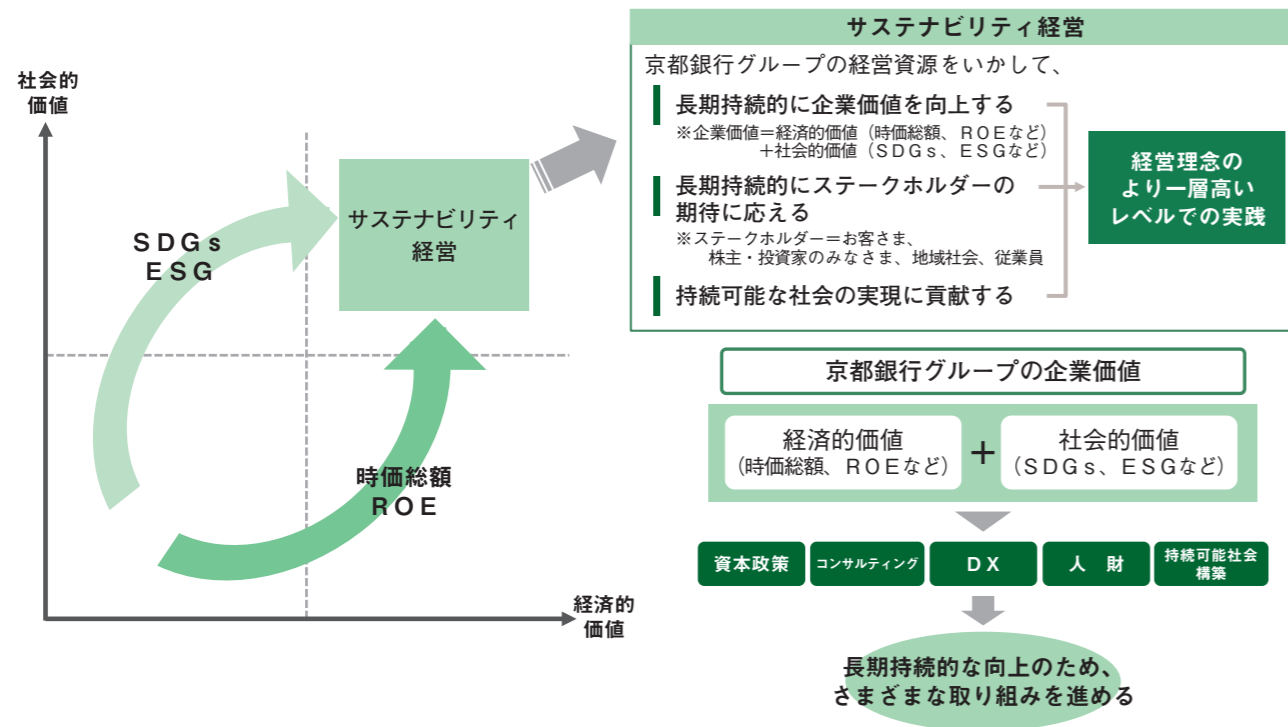 社会的
価値
SDGs
ESG
サステナビリティ
経営
時価総額
ROE
経済的
価値
サステナビリティ経営
京都銀行グループの経営資源をいかして、
長期持続的に企業価値を向上する
※企業価値＝経済的価値（時価総額、ROEなど）
＋社会的価値（SDGs、ESGなど）
長期持続的にステークホルダーの
期待に応える
※ステークホルダー＝お客さま、
株主・投資家のみなさま、地域社会、従業員
持続可能な社会の実現に貢献する
経営理念の
より一層高い
レベルでの実践
京都銀行グループの企業価値
経済的価値
（時価総額、ROEなど）
＋
社会的価値
（SDGs、ESGなど）
資本政策
コンサルティング
DX
人　財
持続可能社会
構築
長期持続的な向上のため、
さまざまな取り組みを進める